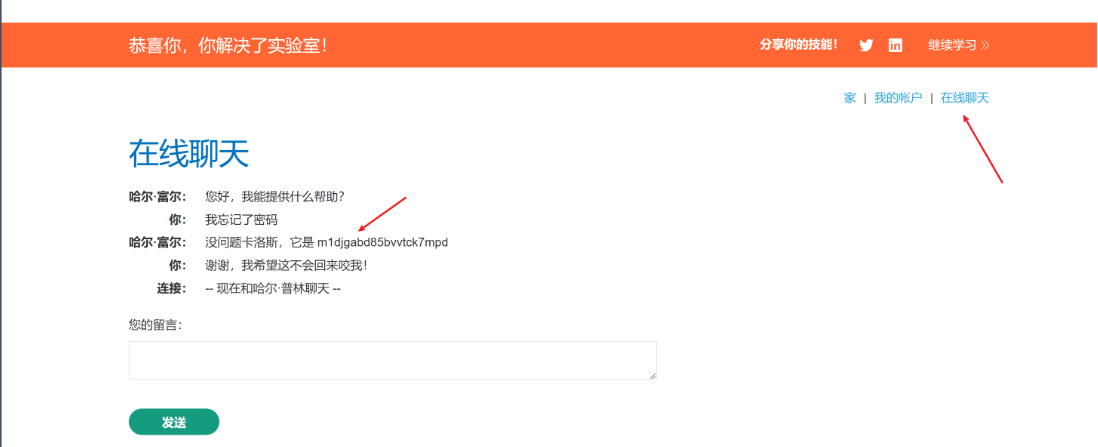 恭喜你，你解决了实验室！
分享你的技能！ 继续学习 »
家 | 我的帐户 | 在线聊天
在线聊天
哈尔·富尔： 您好，我能提供什么帮助？
你： 我忘记了密码
哈尔·富尔： 没问题卡洛斯，它是 m1djgabd85bvvtck7mpd
你： 谢谢，我希望这不会回来咬我！
连接： -- 现在和哈尔·普林聊天 --
您的留言：
发送